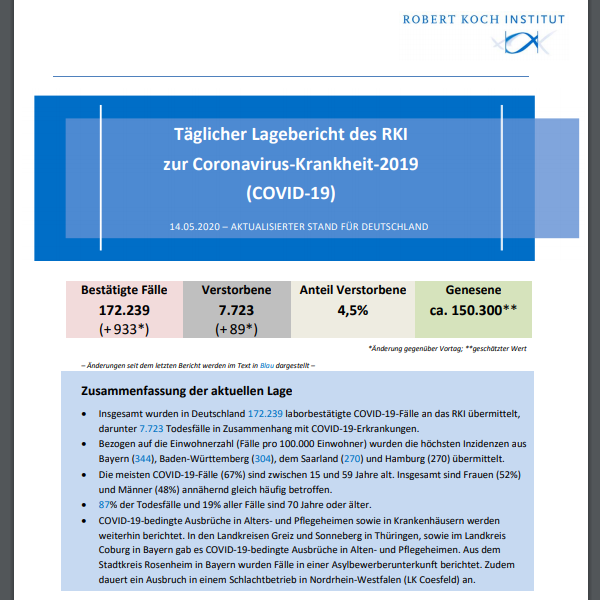 ROBERT KOCH INSTITUT
Täglicher Lagebericht des RKI
zur Coronavirus-Krankheit-2019
(COVID-19)
14.05.2020 – AKTUALISIERTER STAND FÜR DEUTSCHLAND
Bestätigte Fälle Verstorbene Anteil Verstorbene Genesene
172.239 7.723 4,5% ca. 150.300**
(+ 933*) (+ 89*)
*Änderung gegenüber Vortag; **geschätzter Wert
– Änderungen seit dem letzten Bericht werden im Text in Blau dargestellt –
Zusammenfassung der aktuellen Lage
• Insgesamt wurden in Deutschland 172.239 laborbestätigte COVID-19-Fälle an das RKI übermittelt,
darunter 7.723 Todesfälle in Zusammenhang mit COVID-19-Erkrankungen.
• Bezogen auf die Einwohnerzahl (Fälle pro 100.000 Einwohner) wurden die höchsten Inzidenzen aus
Bayern (344), Baden-Württemberg (304), dem Saarland (270) und Hamburg (270) übermittelt.
• Die meisten COVID-19-Fälle (67%) sind zwischen 15 und 59 Jahre alt. Insgesamt sind Frauen (52%)
und Männer (48%) annähernd gleich häufig betroffen.
• 87% der Todesfälle und 19% aller Fälle sind 70 Jahre oder älter.
• COVID-19-bedingte Ausbrüche in Alters- und Pflegeheimen sowie in Krankenhäusern werden
weiterhin berichtet. In den Landkreisen Greiz und Sonneberg in Thüringen, sowie im Landkreis
Coburg in Bayern gab es COVID-19-bedingte Ausbrüche in Alten- und Pflegeheimen. Aus dem
Stadtkreis Rosenheim in Bayern wurden Fälle in einer Asylbewerberunterkunft berichtet. Zudem
dauert ein Ausbruch in einem Schlachtbetrieb in Nordrhein-Westfalen (LK Coesfeld) an.